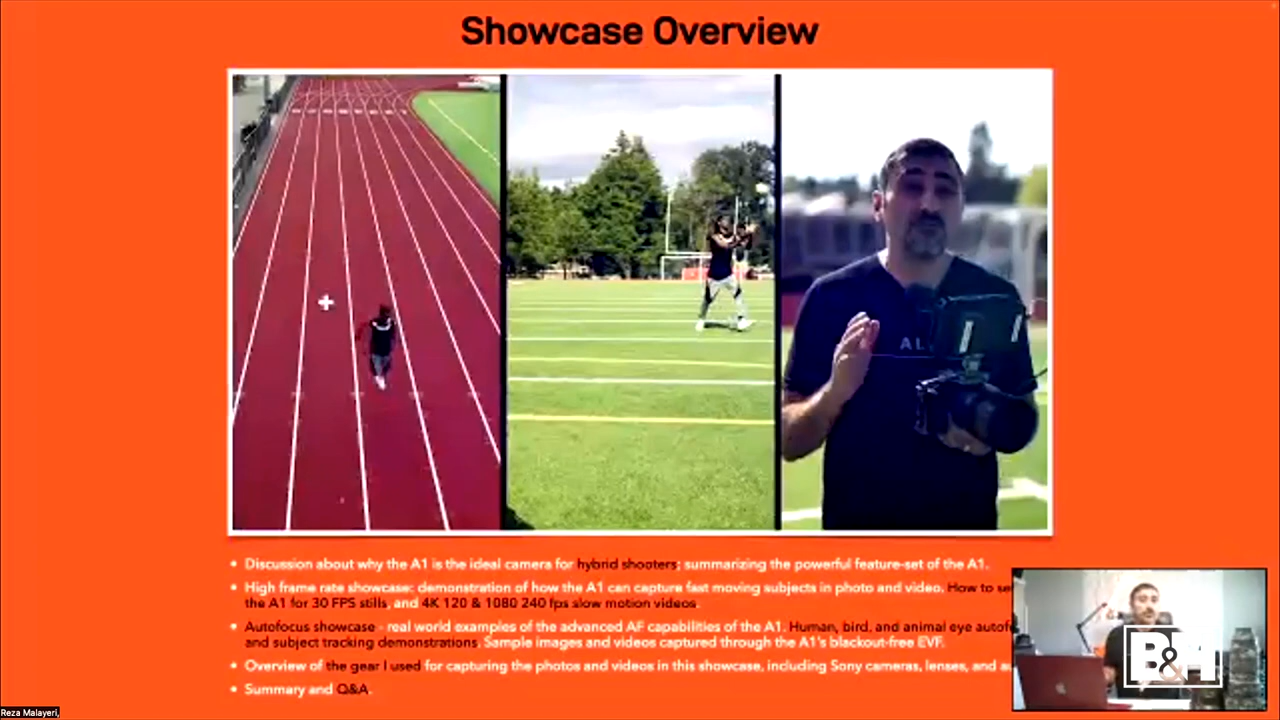 Showcase Overview
AL
• Discussion about why the A1 is the ideal camera for hybrid shooters; summarizing the powerful feature-set of the A1.
• High frame rate showcase: demonstration of how the A1 can capture fast moving subjects in photo and video. How to se
the A1 for 30 FPS stills, and 4K 120 & 1080 240 fps slow motion videos.
• Autofocus showcase - real world examples of the advanced AF capabilities of the A1. Human, bird, and animal eye autof
and subject tracking demonstrations. Sample images and videos captured through the A1's blackout-free EVF.
• Overview of the gear I used for capturing the photos and videos in this showcase, including Sony cameras, lenses, and a
• Summary and Q&A.
B&H
Reza Malayeri,